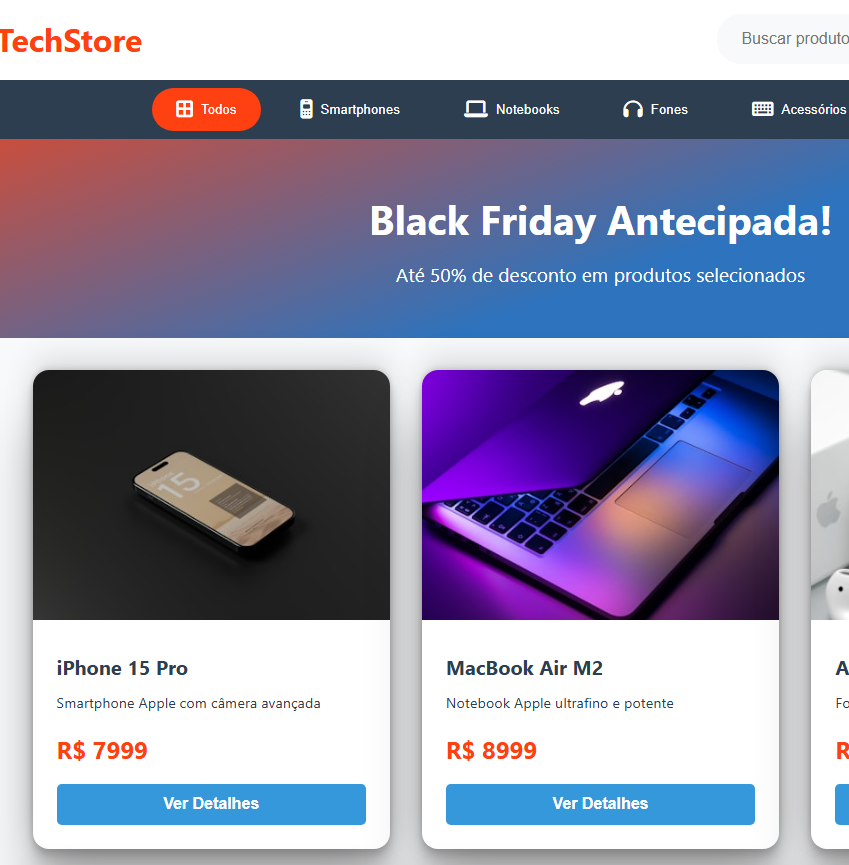 TechStore
Buscar produto
Todos
Smartphones
Notebooks
Fones
Acessórios
Black Friday Antecipada!
Até 50% de desconto em produtos selecionados
15
iPhone 15 Pro
Smartphone Apple com câmera avançada
R$ 7999
Ver Detalhes
MacBook Air M2
Notebook Apple ultrafino e potente
R$ 8999
Ver Detalhes
A
Fo
R